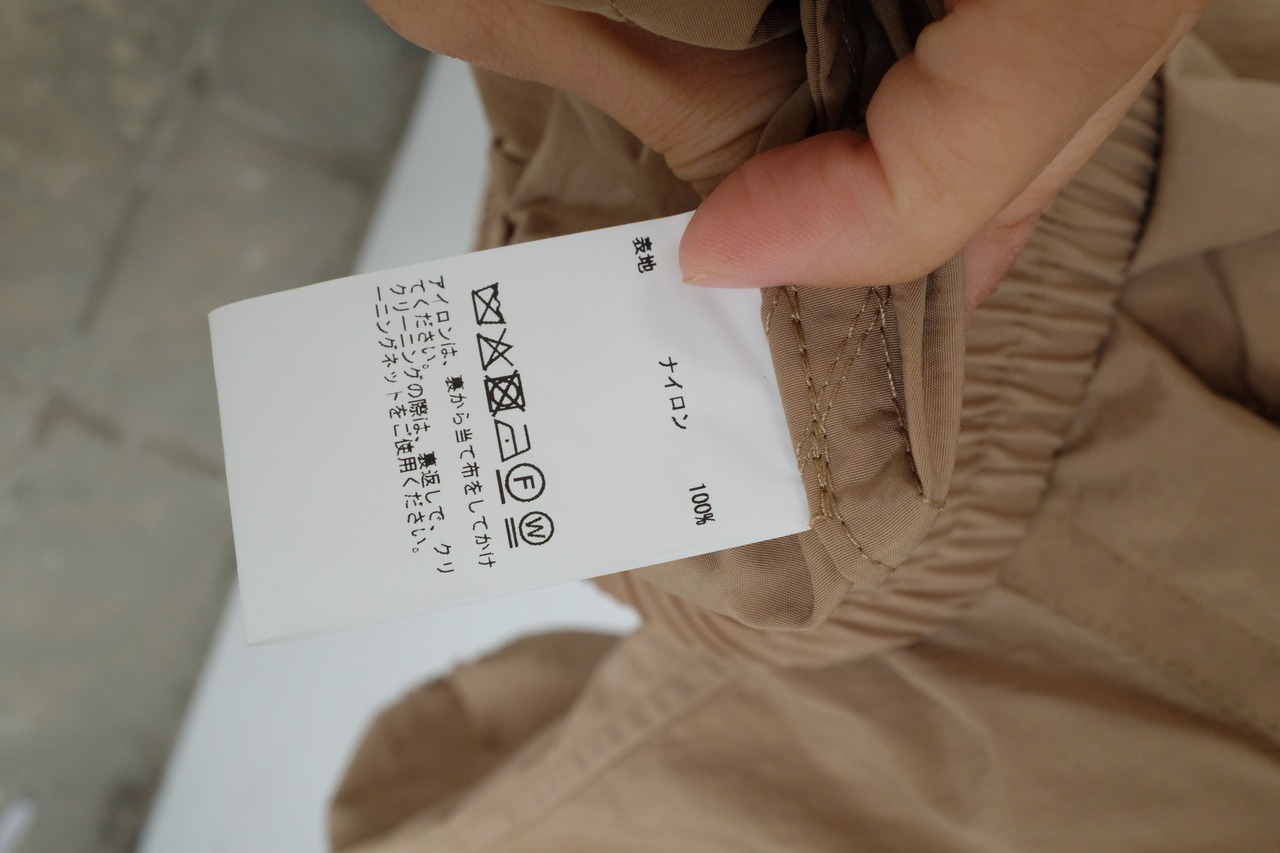 表地 ナイロン 100%
F W
アイロンは、裏から当て布をしてかけ
てください。
クリーニングの際は、裏返して、クリ
ーニングネットをご使用ください。